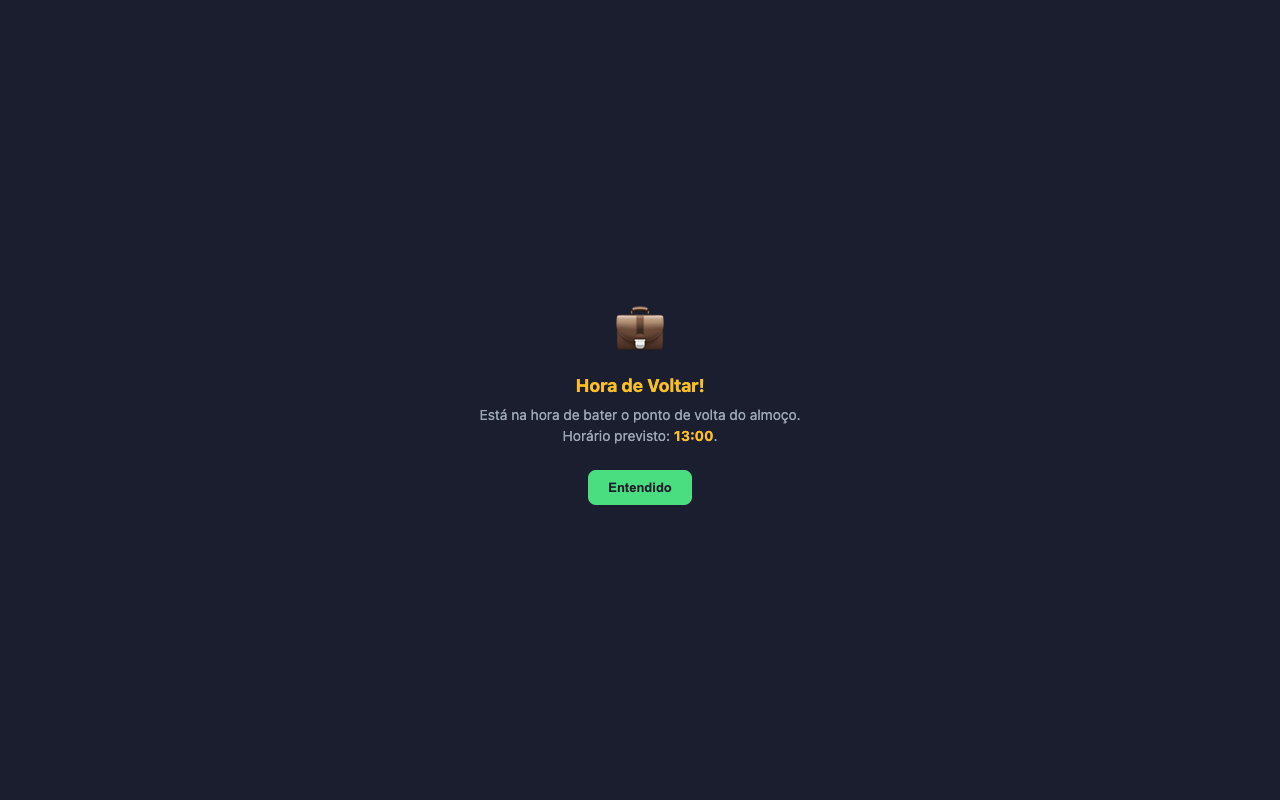 Hora de Voltar!
Está na hora de bater o ponto de volta do almoço.
Horário previsto: 13:00.
Entendido